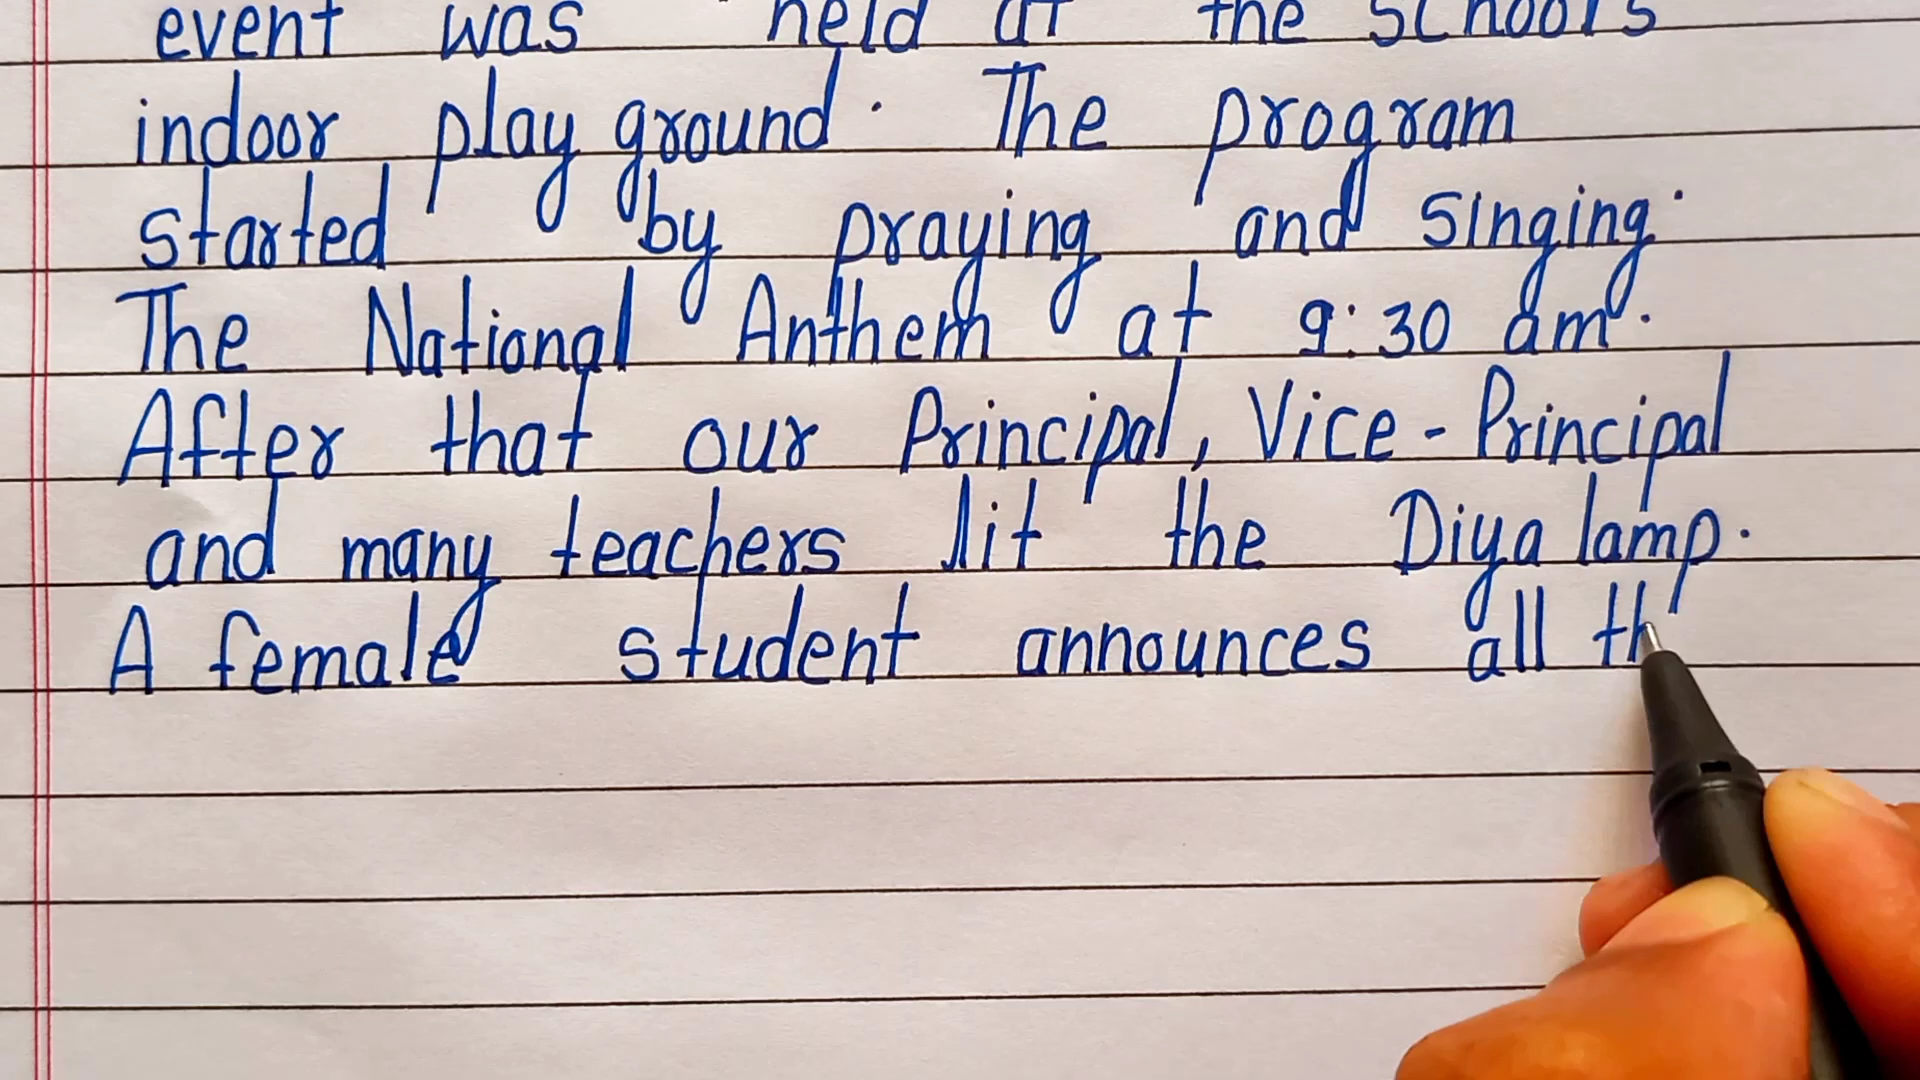 event was held at the schools
indoor play ground. The program
started by praying and singing.
The National Anthem at 9:30 am.
After that our Principal, Vice-Principal
and many teachers lit the Diya lamp.
A female student announces all th